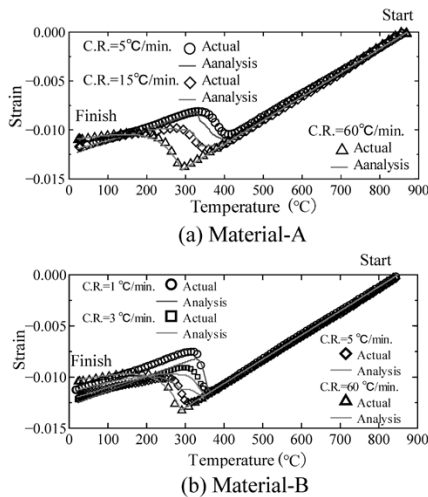 Start
0.000
C.R.=5℃/min.
Actual
Aanalysis
C.R.=15℃/min.
Actual
Aanalysis
-0.005
Strain
Finish
-0.010
C.R.=60℃/min.
Actual
Aanalysis
-0.015
0 100 200 300 400 500 600 700 800 900
Temperature (℃)
(a) Material-A
Start
0.000
C.R.=1 ℃/min.
Actual
Analysis
C.R.=3 ℃/min.
Actual
Analysis
-0.005
Strain
Finish
C.R.=5 ℃/min.
Actual
Analysis
-0.010
C.R.=60 ℃/min.
Actual
Analysis
-0.015
0 100 200 300 400 500 600 700 800 900
Temperature (℃)
(b) Material-B